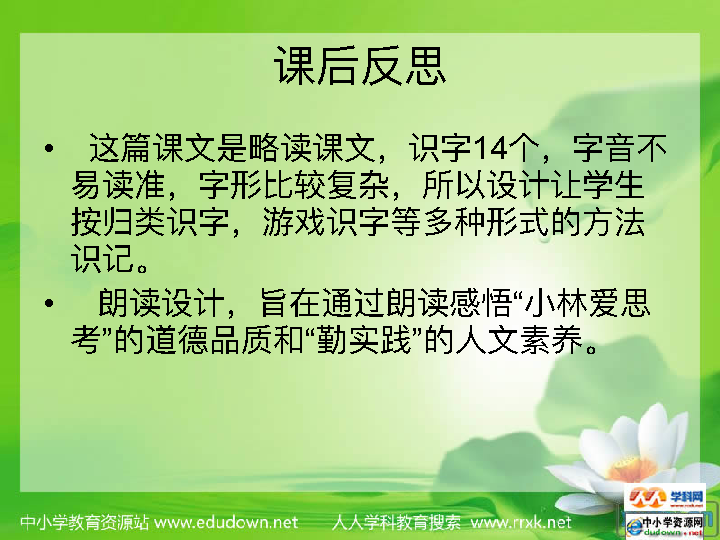 课后反思
• 这篇课文是略读课文，识字14个，字音不
易读准，字形比较复杂，所以设计让学生
按归类识字，游戏识字等多种形式的方法
识记。
• 朗读设计，旨在通过朗读感悟“小林爱思
考”的道德品质和“勤实践”的人文素养。
中小学教育资源站 www.edudown.net 人人学科教育搜索 www.rrxk.net
学科网
www.rrxk.net
中小学资源网
edudown.net